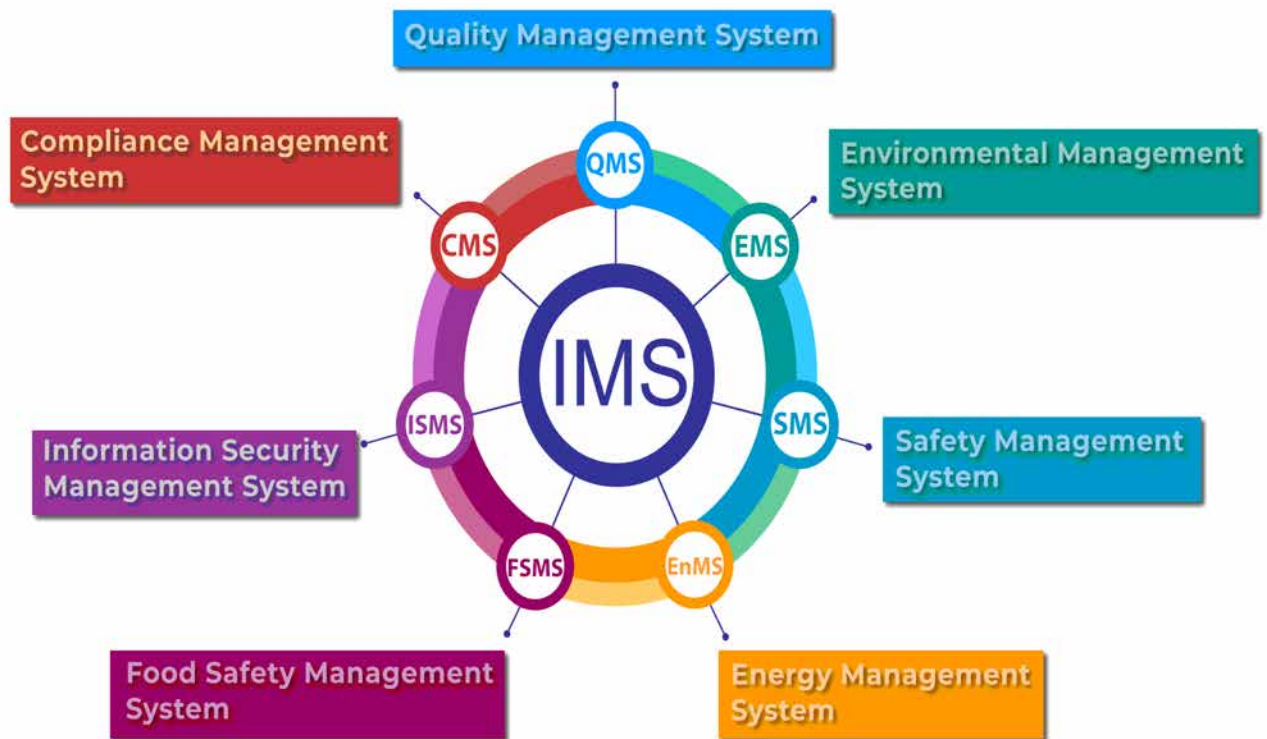 Quality Management System
Compliance Management
System
Environmental Management
System
QMS
CMS
EMS
IMS
ISMS
SMS
Information Security
Management System
Safety Management
System
FSMS
EnMS
Food Safety Management
System
Energy Management
System